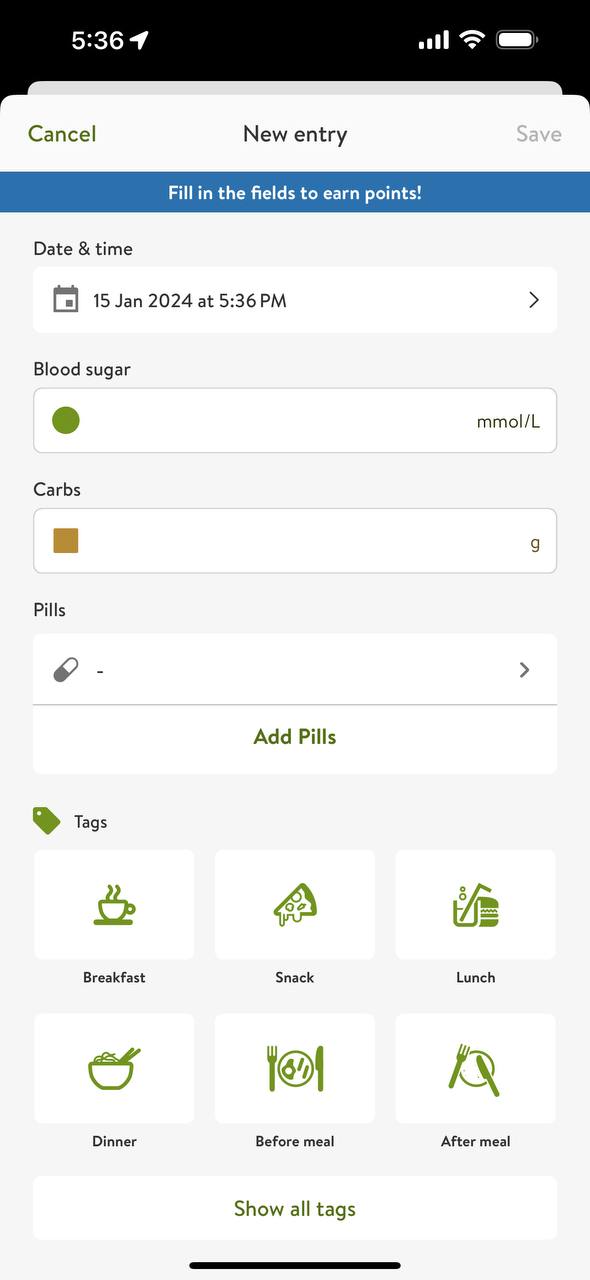 5:36
Cancel
New entry
Save
Fill in the fields to earn points!
Date & time
15 Jan 2024 at 5:36 PM
Blood sugar
mmol/L
Carbs
g
Pills
-
Add Pills
Tags
Breakfast
Snack
Lunch
Dinner
Before meal
After meal
Show all tags